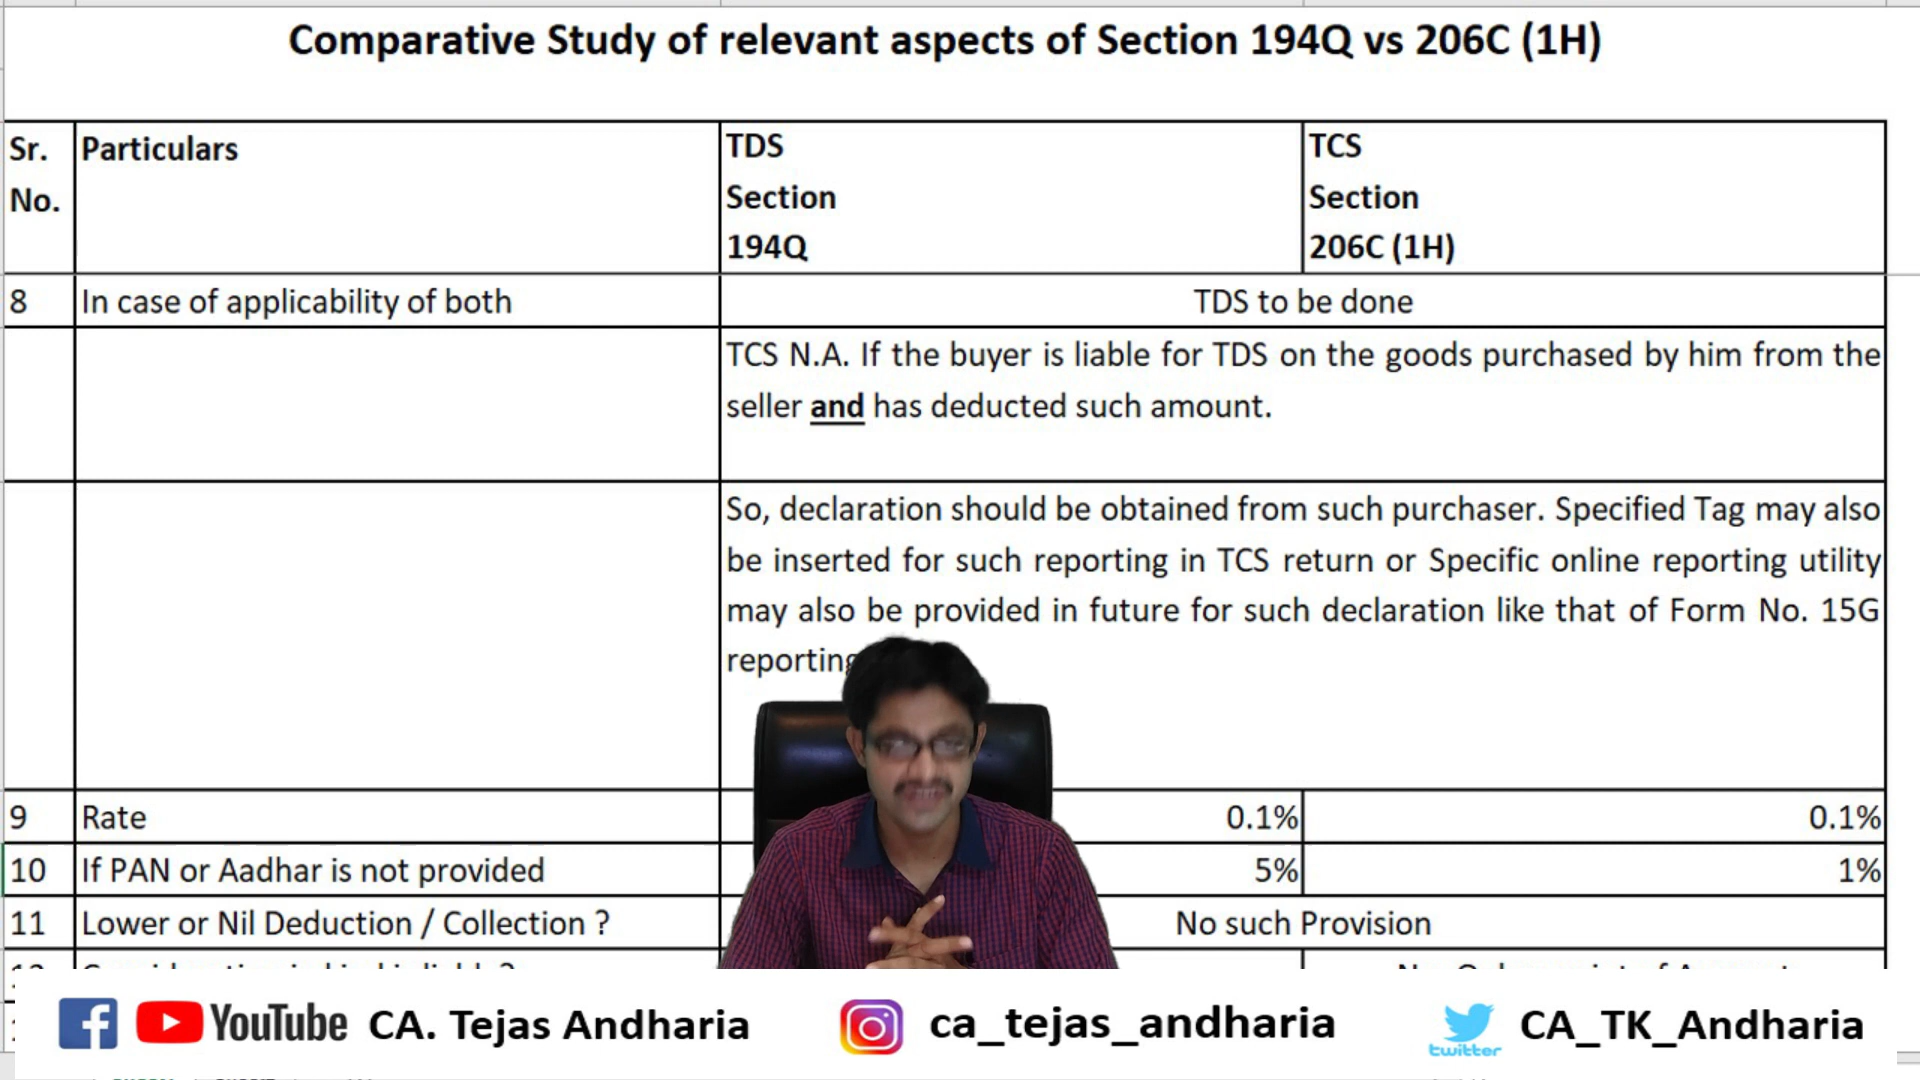 Comparative Study of relevant aspects of Section 194Q vs 206C (1H)
Sr. No.
Particulars
TDS Section 194Q
TCS Section 206C (1H)
8 In case of applicability of both TDS to be done
TCS N.A. If the buyer is liable for TDS on the goods purchased by him from the
seller and has deducted such amount.
So, declaration should be obtained from such purchaser. Specified Tag may also
be inserted for such reporting in TCS return or Specific online reporting utility
may also be provided in future for such declaration like that of Form No. 15G
reporting
9 Rate 0.1% 0.1%
10 If PAN or Aadhar is not provided 5% 1%
11 Lower or Nil Deduction / Collection ? No such Provision
YouTube CA. Tejas Andharia ca_tejas_andharia twitter CA_TK_Andharia